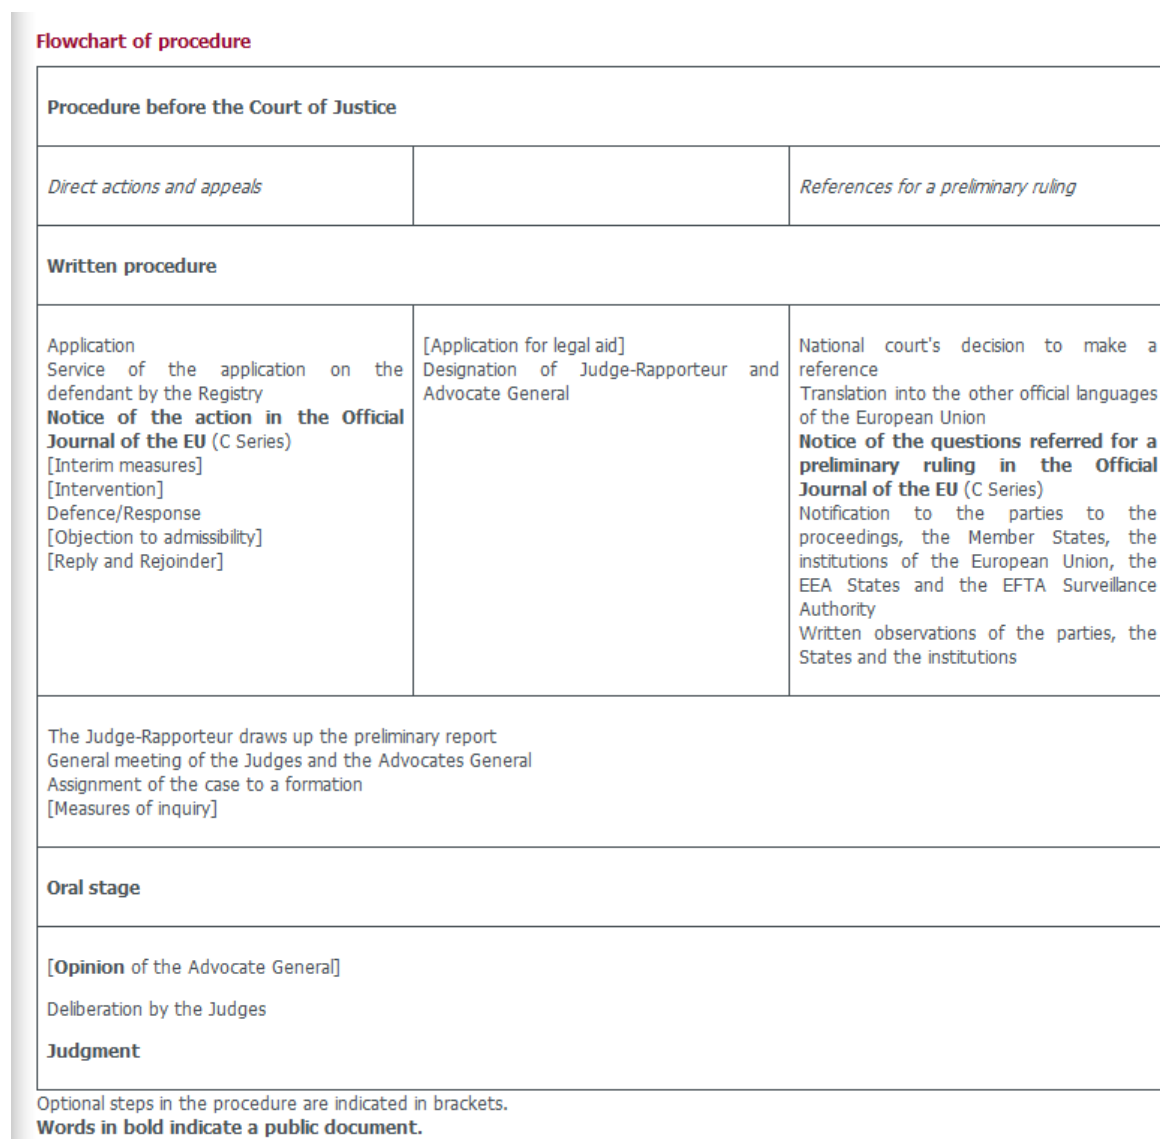 Flowchart of procedure
Procedure before the Court of Justice
Direct actions and appeals
References for a preliminary ruling
Written procedure
Application
Service of the application on the
defendant by the Registry
Notice of the action in the Official
Journal of the EU (C Series)
[Interim measures]
[Intervention]
Defence/Response
[Objection to admissibility]
[Reply and Rejoinder]
[Application for legal aid]
Designation of Judge-Rapporteur and
Advocate General
National court's decision to make a
reference
Translation into the other official languages
of the European Union
Notice of the questions referred for a
preliminary ruling in the Official
Journal of the EU (C Series)
Notification to the parties to the
proceedings, the Member States, the
institutions of the European Union, the
EEA States and the EFTA Surveillance
Authority
Written observations of the parties, the
States and the institutions
The Judge-Rapporteur draws up the preliminary report
General meeting of the Judges and the Advocates General
Assignment of the case to a formation
[Measures of inquiry]
Oral stage
[Opinion of the Advocate General]
Deliberation by the Judges
Judgment
Optional steps in the procedure are indicated in brackets.
Words in bold indicate a public document.